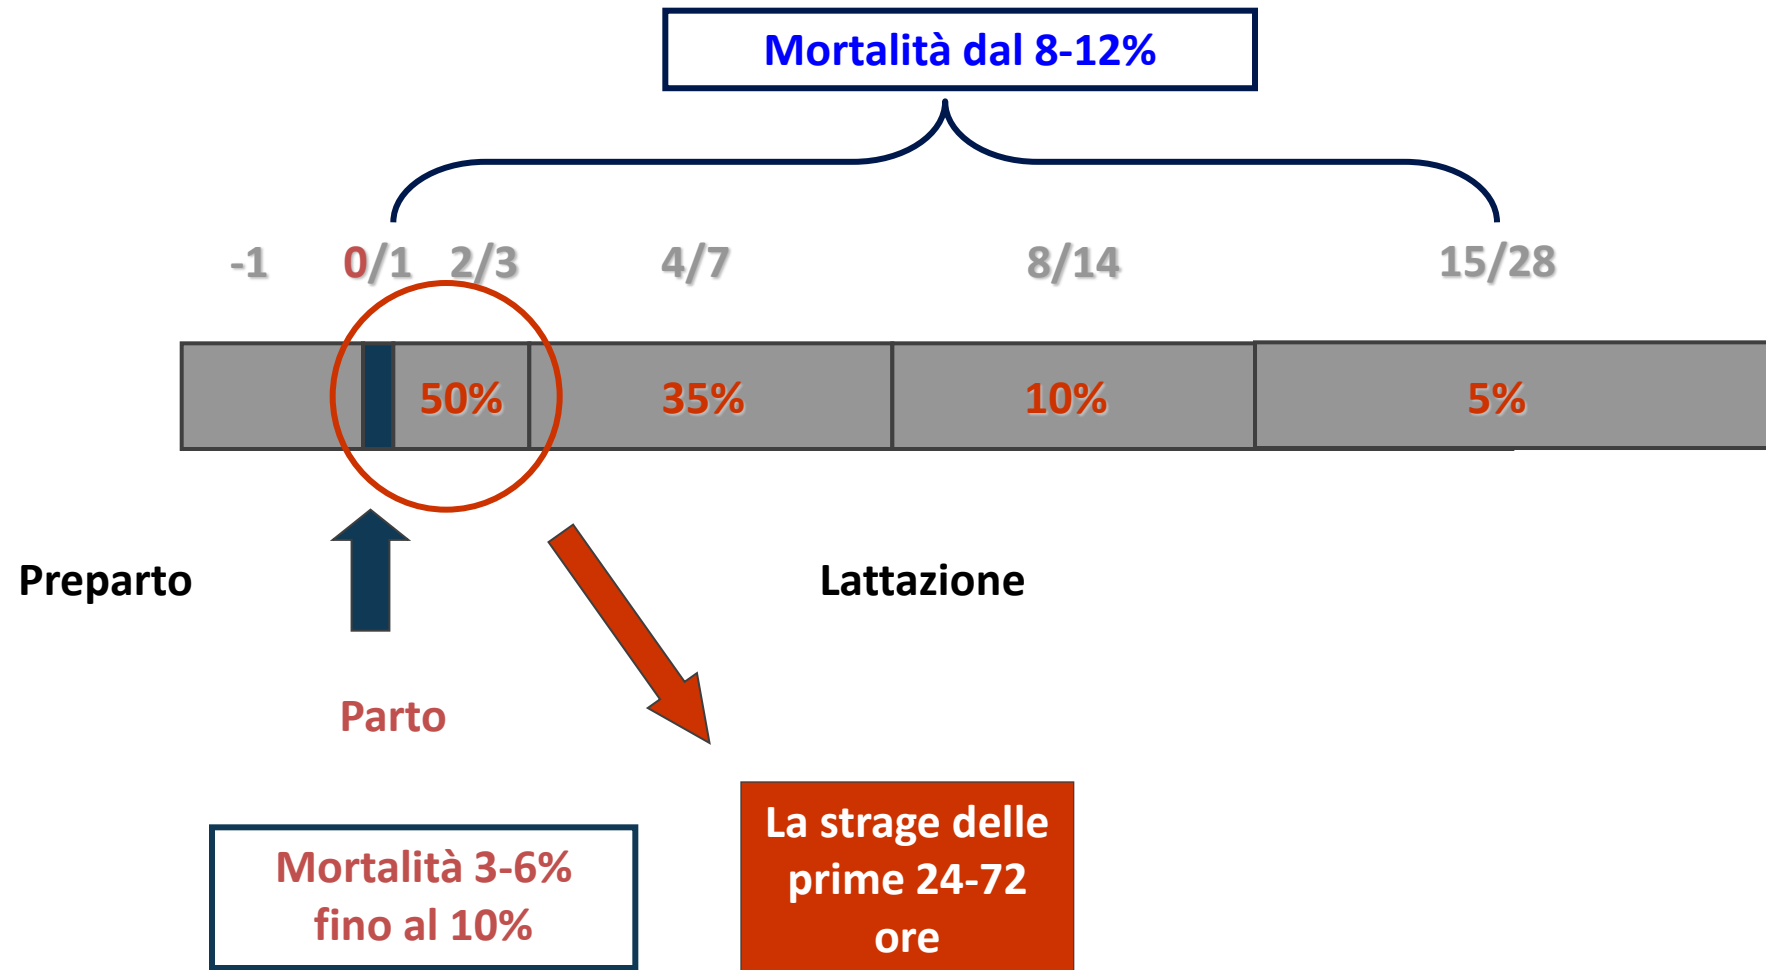 Mortalità dal 8-12%
-1 0/1 2/3 4/7 8/14 15/28
50% 35% 10% 5%
Preparto
Lattazione
Parto
Mortalità 3-6%
fino al 10%
La strage delle
prime 24-72
ore